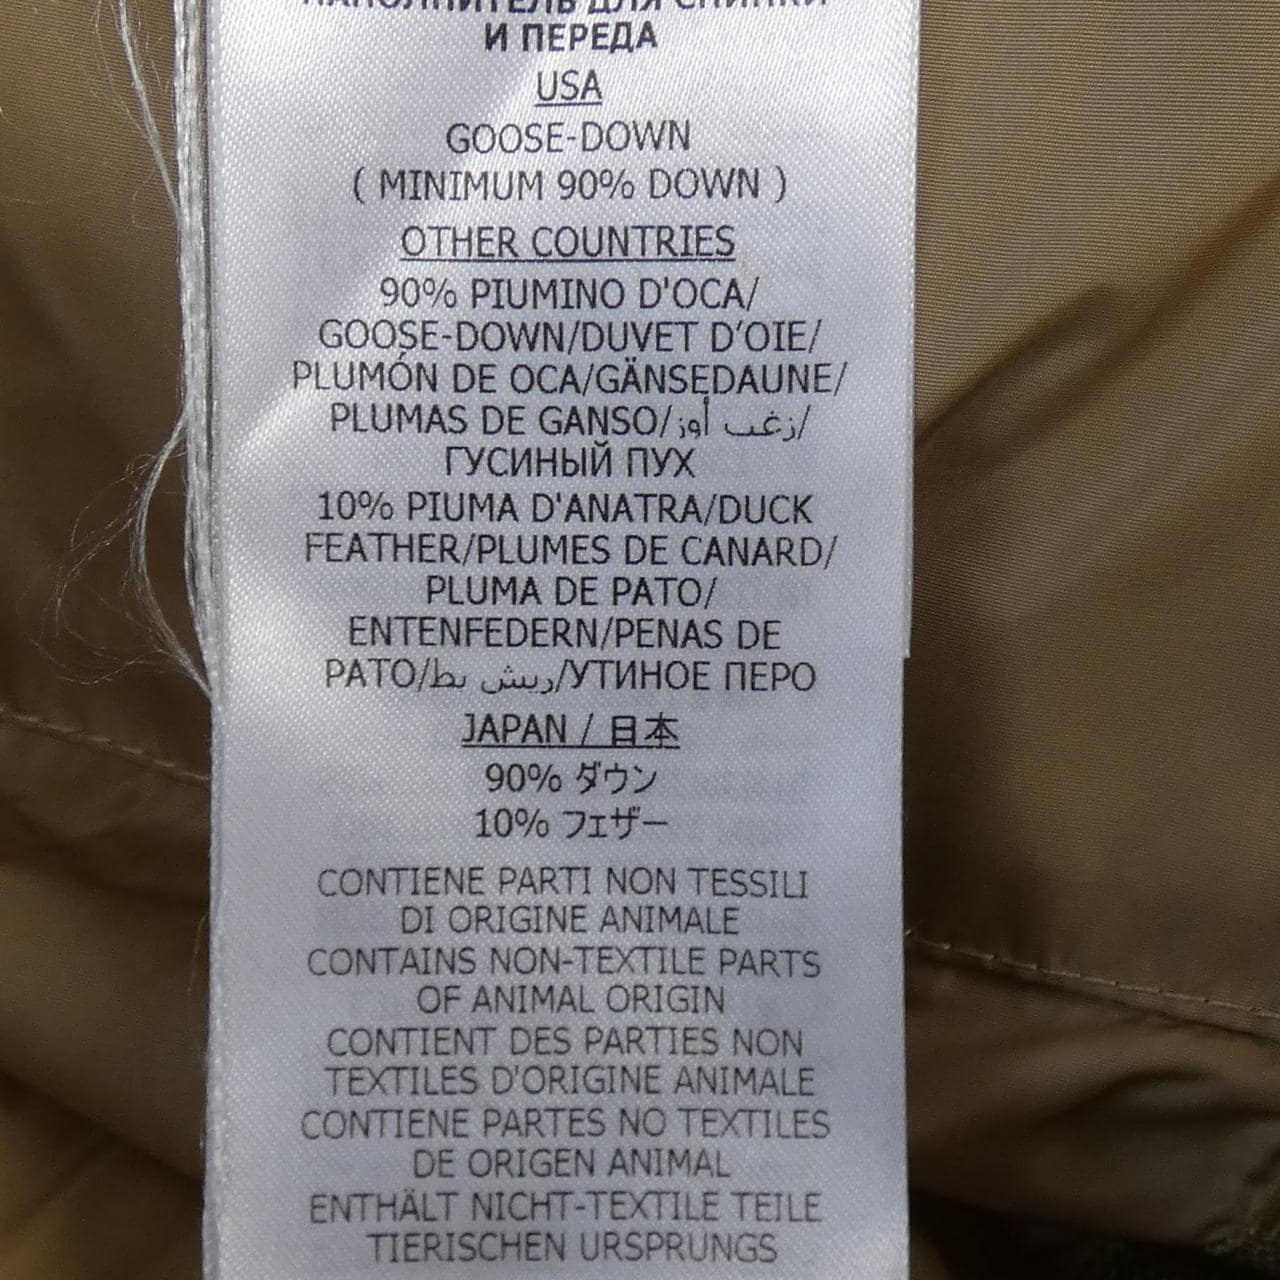 НАПОЛНИТЕЛЬ ДЛЯ СПИНКИ
И ПЕРЕДА
USA
GOOSE-DOWN
( MINIMUM 90% DOWN )
OTHER COUNTRIES
90% PIUMINO D'OCA/
GOOSE-DOWN/DUVET D'OIE/
PLUMÓN DE OCA/GÄNSEDAUNE/
PLUMAS DE GANSO/زغب أوز/
ГУСИНЫЙ ПУХ
10% PIUMA D'ANATRA/DUCK
FEATHER/PLUMES DE CANARD/
PLUMA DE PATO/
ENTENFEDERN/PENAS DE
PATO/ريش بط/УТИНОЕ ПЕРО
JAPAN / 日本
90% ダウン
10% フェザー
CONTIENE PARTI NON TESSILI
DI ORIGINE ANIMALE
CONTAINS NON-TEXTILE PARTS
OF ANIMAL ORIGIN
CONTIENT DES PARTIES NON
TEXTILES D'ORIGINE ANIMALE
CONTIENE PARTES NO TEXTILES
DE ORIGEN ANIMAL
ENTHÄLT NICHT-TEXTILE TEILE
TIERISCHEN URSPRUNGS